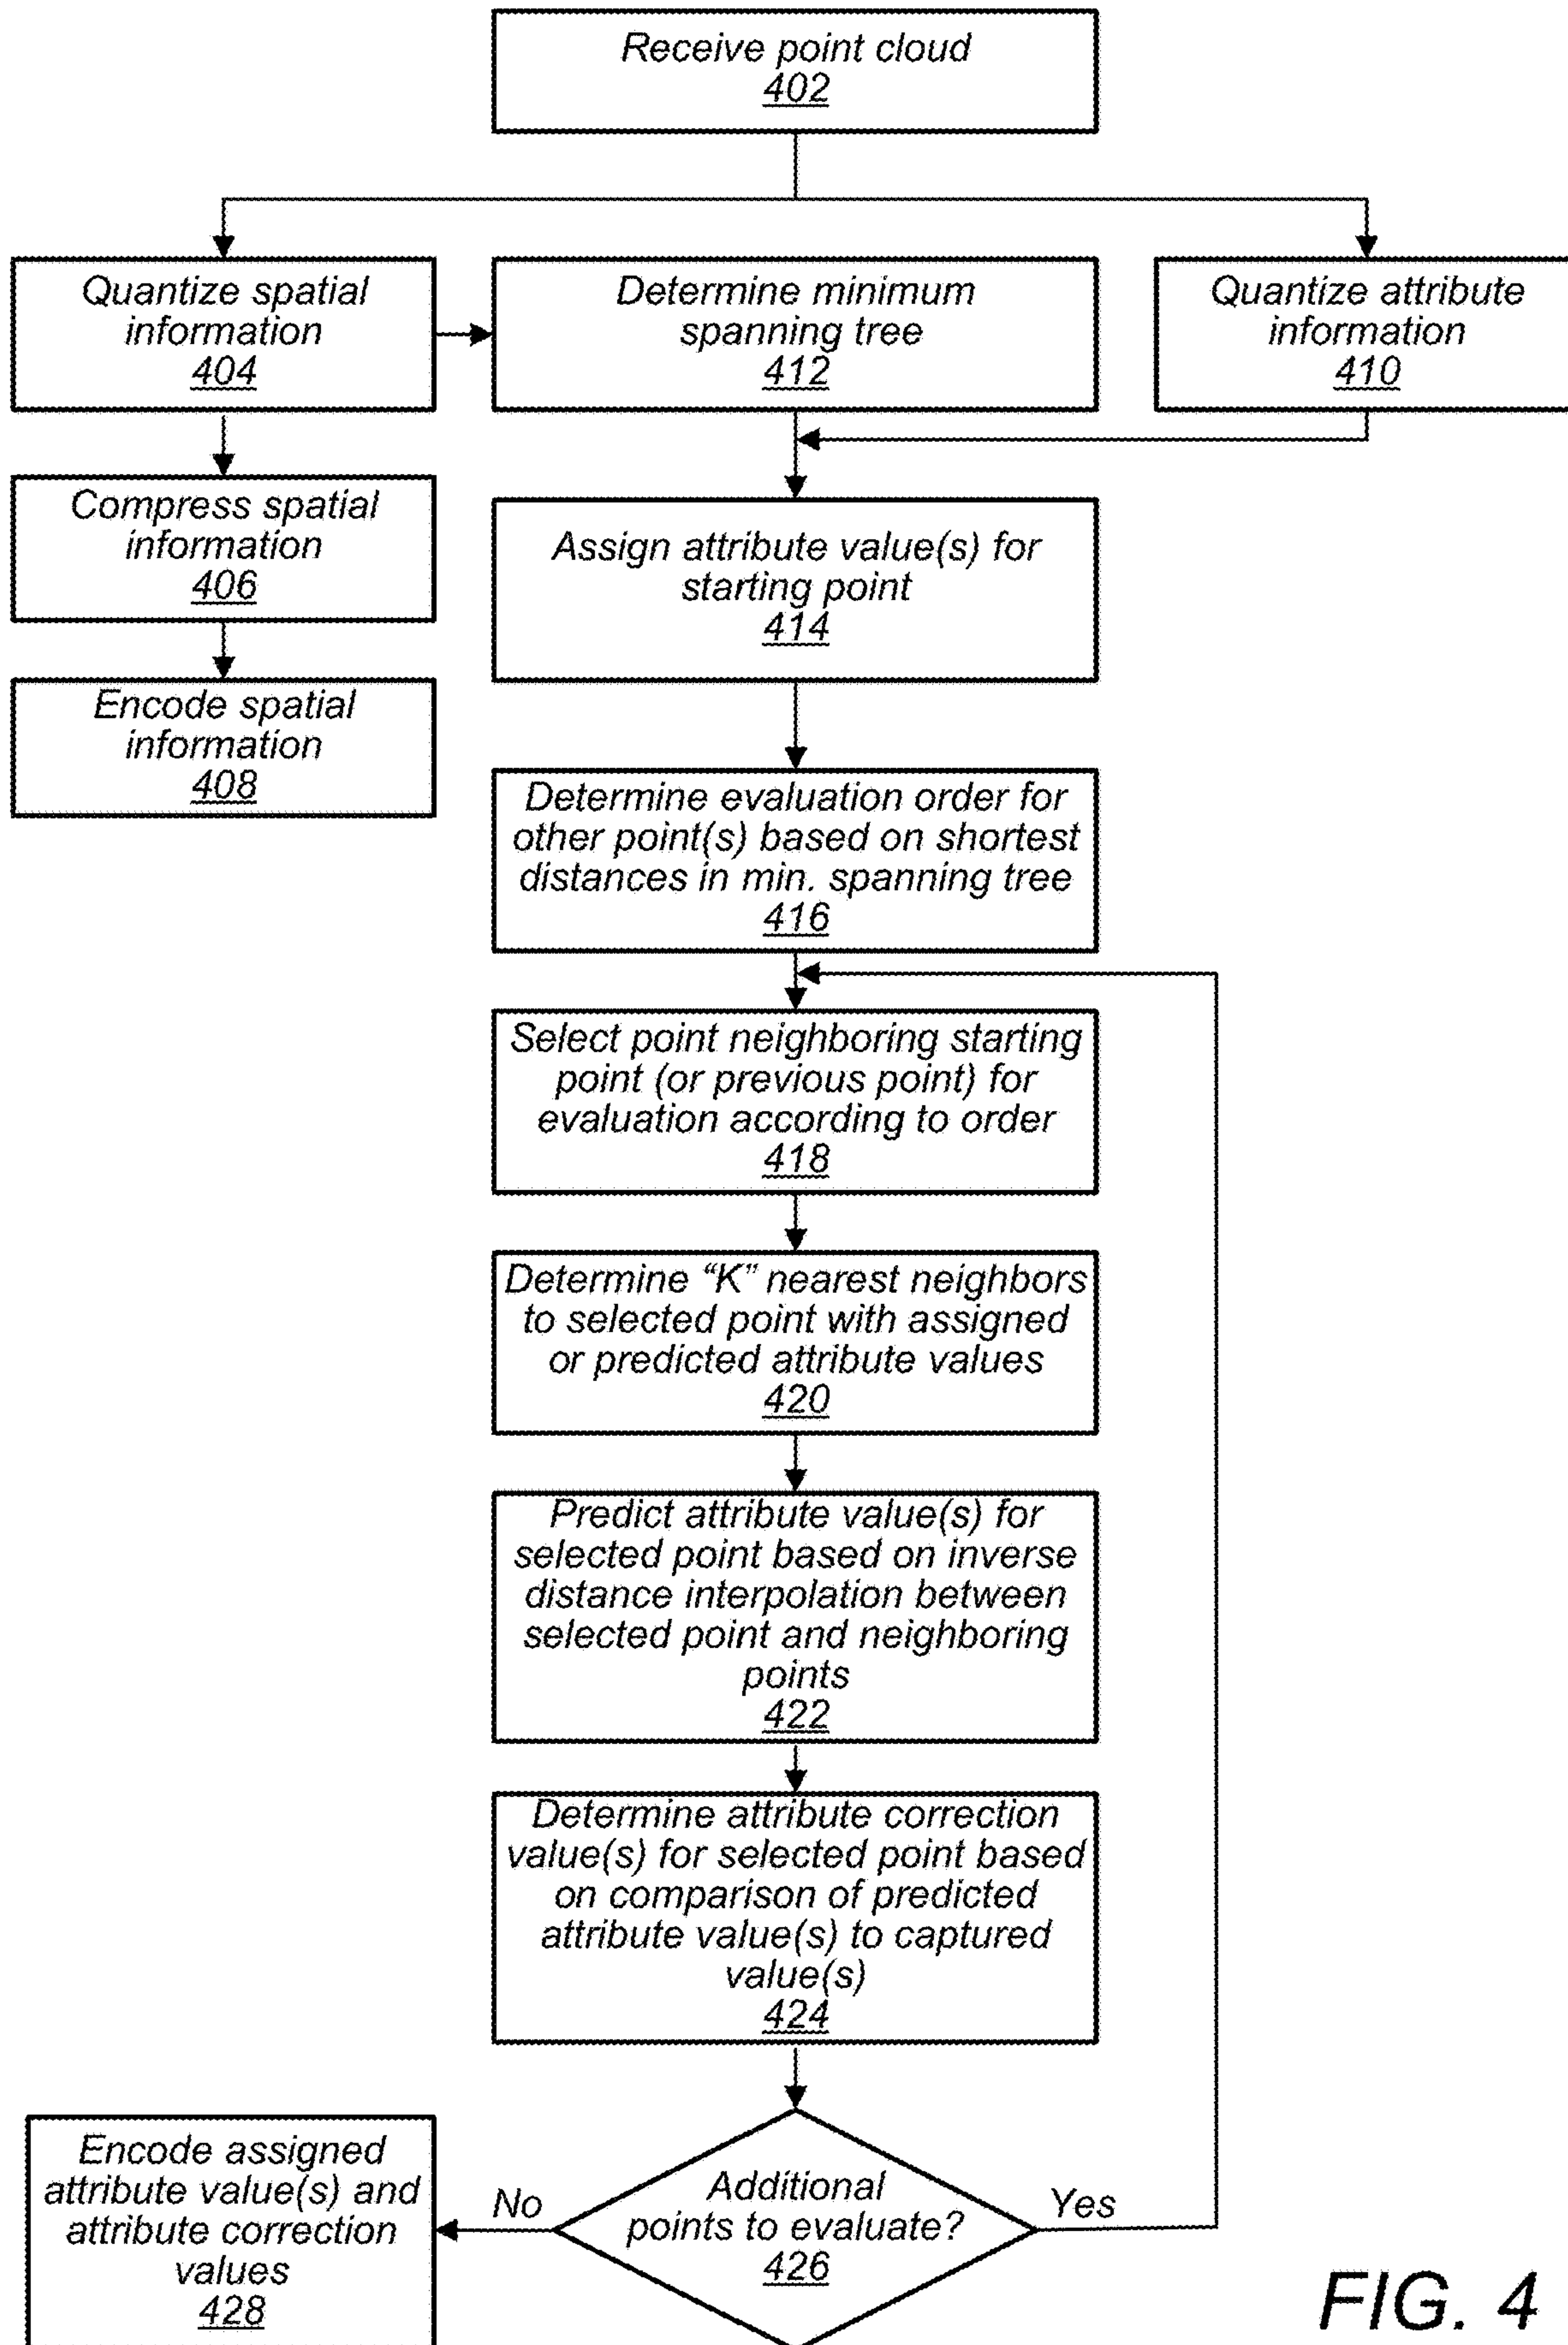 Receive point cloud
402
Quantize spatial
information
404
Determine minimum
spanning tree
412
Quantize attribute
information
410
Compress spatial
information
406
Encode spatial
information
408
Assign attribute value(s) for
starting point
414
Determine evaluation order for
other point(s) based on shortest
distances in min. spanning tree
416
Select point neighboring starting
point (or previous point) for
evaluation according to order
418
Determine “K” nearest neighbors
to selected point with assigned
or predicted attribute values
420
Predict attribute value(s) for
selected point based on inverse
distance interpolation between
selected point and neighboring
points
422
Determine attribute correction
value(s) for selected point based
on comparison of predicted
attribute value(s) to captured
value(s)
424
Additional
points to evaluate?
426
Yes
No
Encode assigned
attribute value(s) and
attribute correction
values
428
FIG. 4